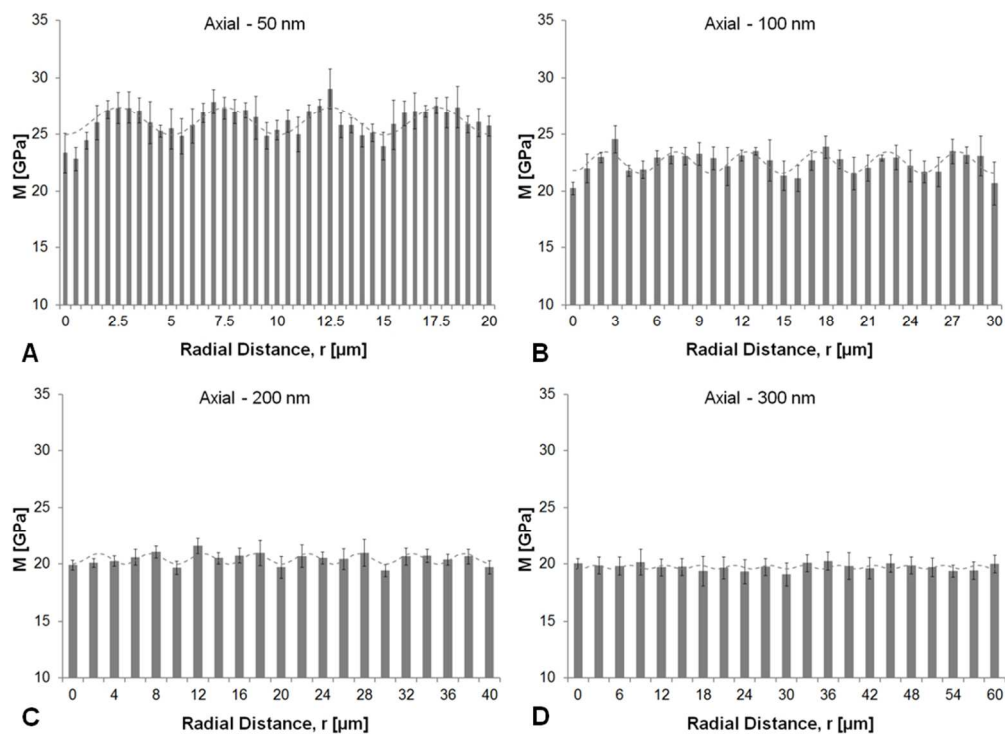 Axial - 50 nm
35
30
25
20
15
10
M [GPa]
0 2.5 5 7.5 10 12.5 15 17.5 20
Radial Distance, r [µm]
A
Axial - 100 nm
35
30
25
20
15
10
M [GPa]
0 3 6 9 12 15 18 21 24 27 30
Radial Distance, r [µm]
B
Axial - 200 nm
35
30
25
20
15
10
M [GPa]
0 4 8 12 16 20 24 28 32 36 40
Radial Distance, r [µm]
C
Axial - 300 nm
35
30
25
20
15
10
M [GPa]
0 6 12 18 24 30 36 42 48 54 60
Radial Distance, r [µm]
D